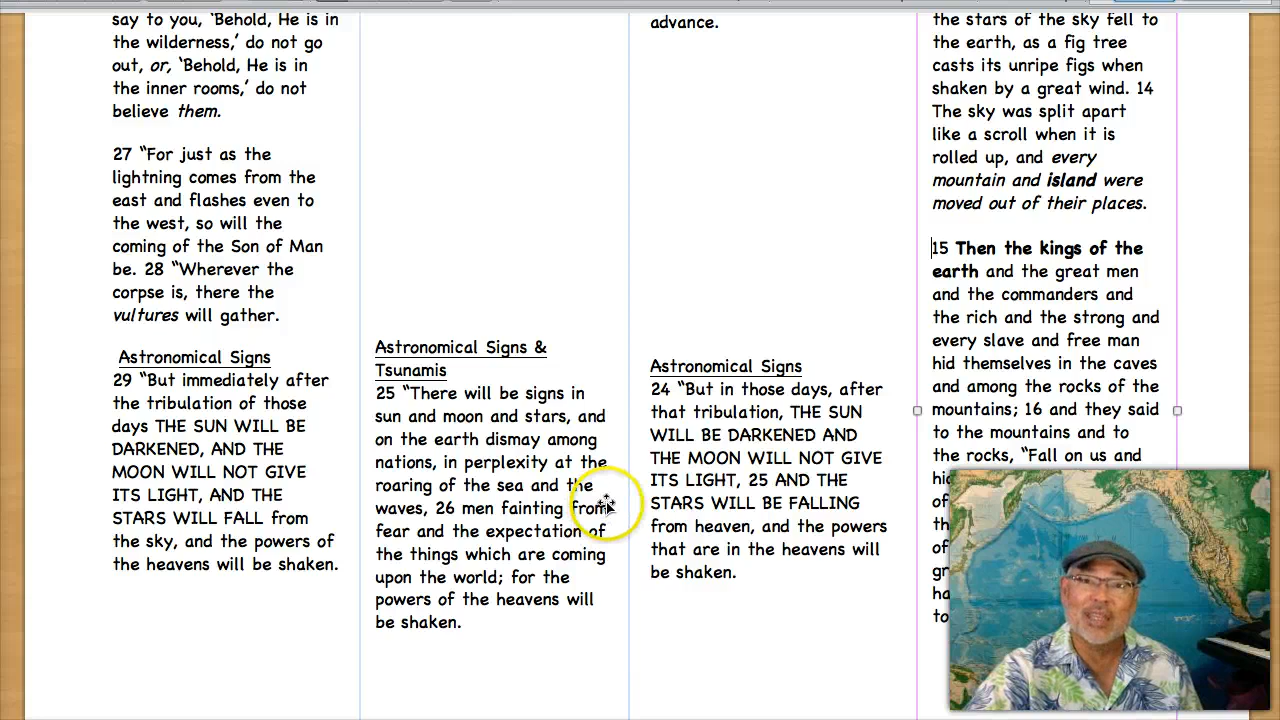 say to you, ‘Behold, He is in
the wilderness,’ do not go
out, or, ‘Behold, He is in
the inner rooms,’ do not
believe them.
27 “For just as the
lightning comes from the
east and flashes even to
the west, so will the
coming of the Son of Man
be. 28 “Wherever the
corpse is, there the
vultures will gather.
Astronomical Signs
29 “But immediately after
the tribulation of those
days THE SUN WILL BE
DARKENED, AND THE
MOON WILL NOT GIVE
ITS LIGHT, AND THE
STARS WILL FALL from
the sky, and the powers of
the heavens will be shaken.
Astronomical Signs &
Tsunamis
25 “There will be signs in
sun and moon and stars, and
on the earth dismay among
nations, in perplexity at the
roaring of the sea and the
waves, 26 men fainting from
fear and the expectation of
the things which are coming
upon the world; for the
powers of the heavens will
be shaken.
advance.
Astronomical Signs
24 “But in those days, after
that tribulation, THE SUN
WILL BE DARKENED AND
THE MOON WILL NOT GIVE
ITS LIGHT, 25 AND THE
STARS WILL BE FALLING
from heaven, and the powers
that are in the heavens will
be shaken.
the stars of the sky fell to
the earth, as a fig tree
casts its unripe figs when
shaken by a great wind. 14
The sky was split apart
like a scroll when it is
rolled up, and every
mountain and island were
moved out of their places.
15 Then the kings of the
earth and the great men
and the commanders and
the rich and the strong and
every slave and free man
hid themselves in the caves
and among the rocks of the
mountains; 16 and they said
to the mountains and to
the rocks, “Fall on us and
of
of
to